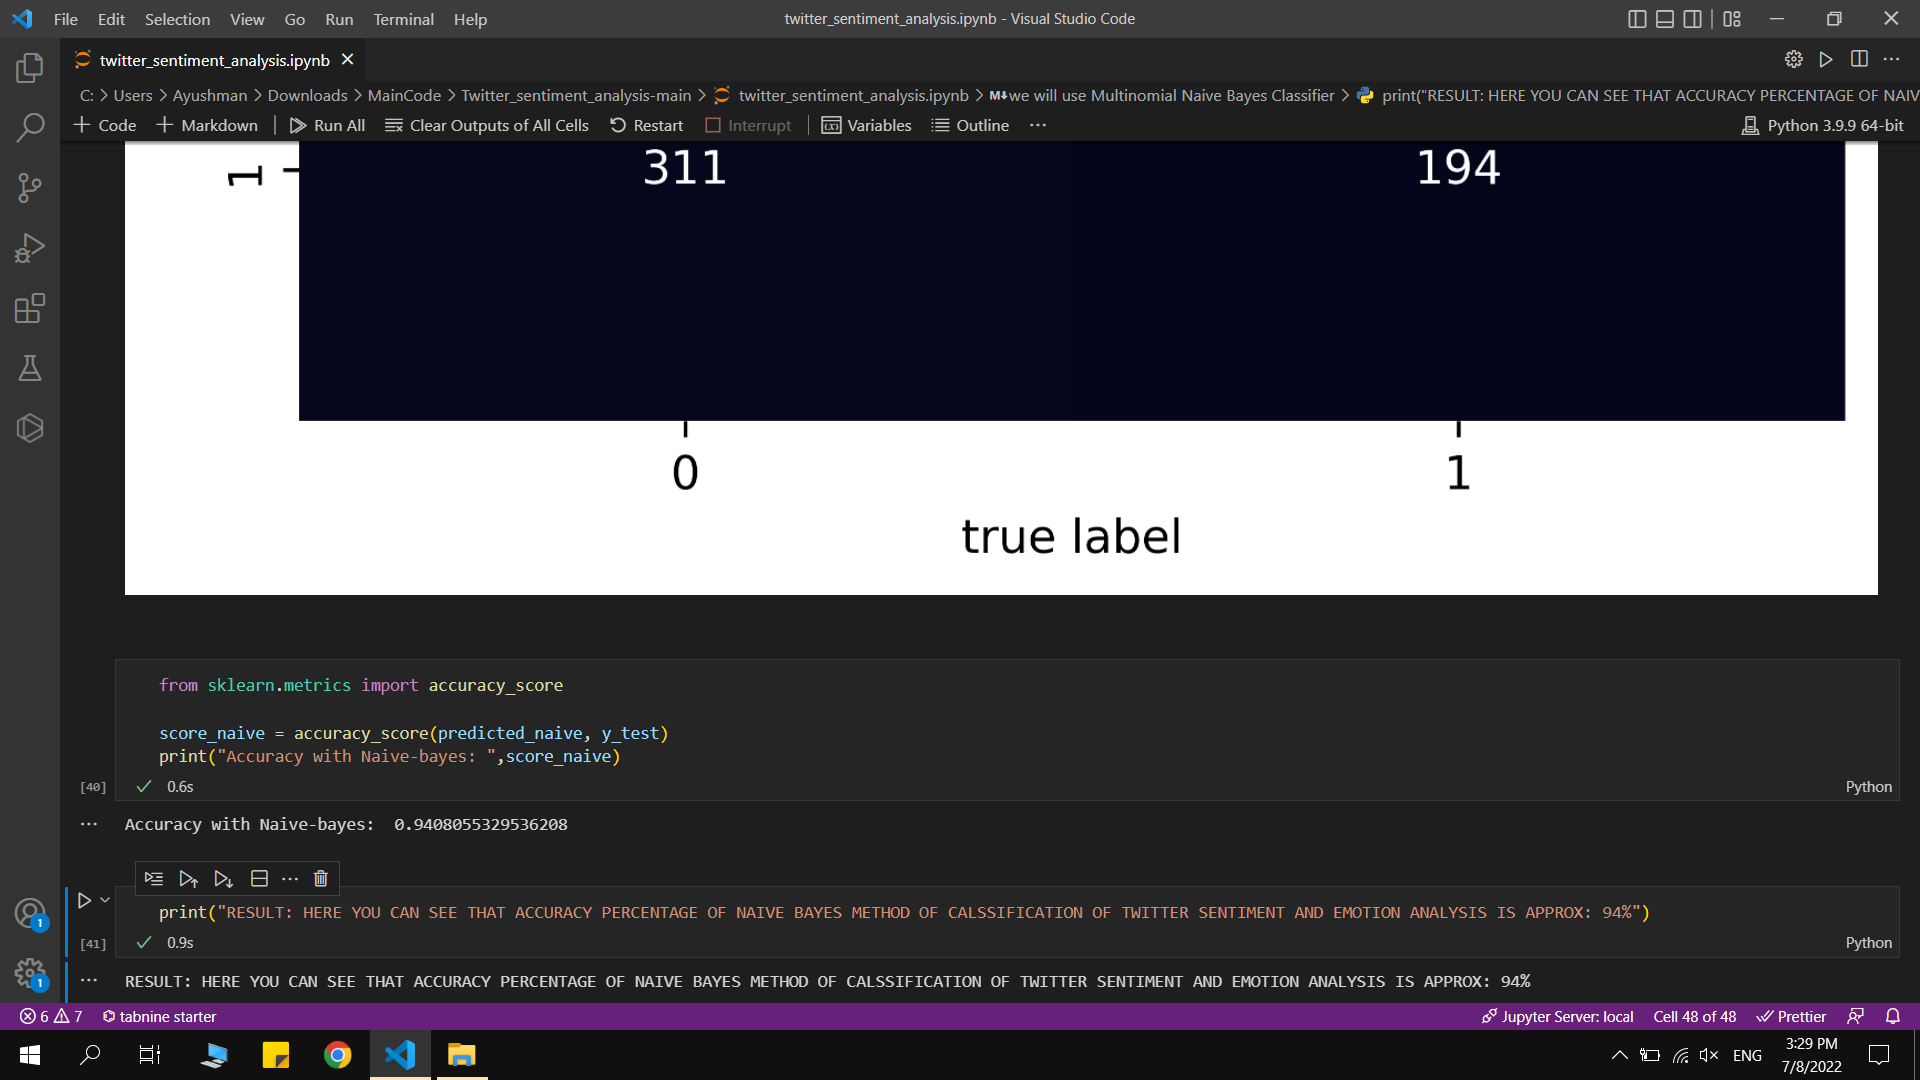 File Edit Selection View Go Run Terminal Help
twitter_sentiment_analysis.ipynb - Visual Studio Code
twitter_sentiment_analysis.ipynb
C: > Users > Ayushman > Downloads > MainCode > Twitter_sentiment_analysis-main > twitter_sentiment_analysis.ipynb > M↓we will use Multinomial Naive Bayes Classifier > print("RESULT: HERE YOU CAN SEE THAT ACCURACY PERCENTAGE OF NAIV
+ Code + Markdown Run All Clear Outputs of All Cells Restart Interrupt Variables Outline ... Python 3.9.9 64-bit
1 311 194
0 1
true label
from sklearn.metrics import accuracy_score
score_naive = accuracy_score(predicted_naive, y_test)
print("Accuracy with Naive-bayes: ",score_naive)
[40] 0.6s Python
Accuracy with Naive-bayes:  0.9408055329536208
print("RESULT: HERE YOU CAN SEE THAT ACCURACY PERCENTAGE OF NAIVE BAYES METHOD OF CALSSIFICATION OF TWITTER SENTIMENT AND EMOTION ANALYSIS IS APPROX: 94%")
[41] 0.9s Python
RESULT: HERE YOU CAN SEE THAT ACCURACY PERCENTAGE OF NAIVE BAYES METHOD OF CALSSIFICATION OF TWITTER SENTIMENT AND EMOTION ANALYSIS IS APPROX: 94%
1
1
6 7 tabnine starter Jupyter Server: local Cell 48 of 48 Prettier
ENG
3:29 PM
7/8/2022